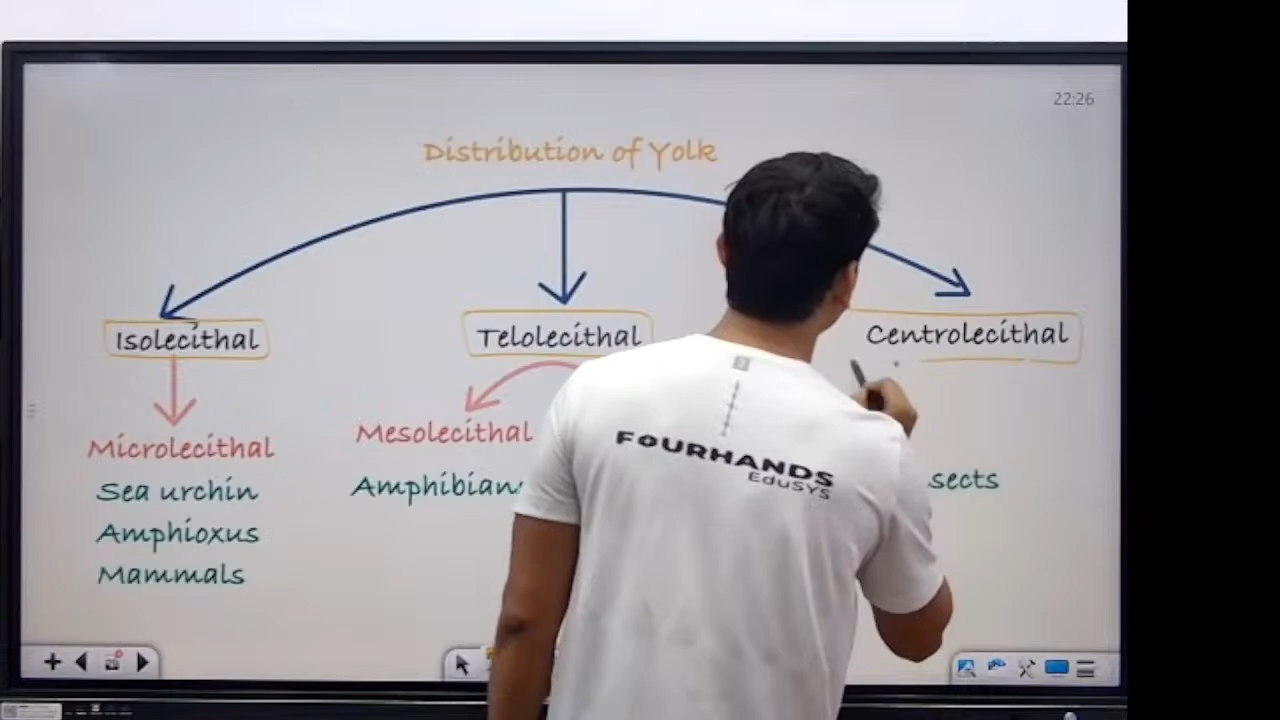 22:26
Distribution of Yolk
Isolecithal
Telolecithal
Centrolecithal
Microlecithal
Mesolecithal
Sea urchin
Amphibian
sects
Amphioxus
Mammals
FOURHANDS
EduSYS